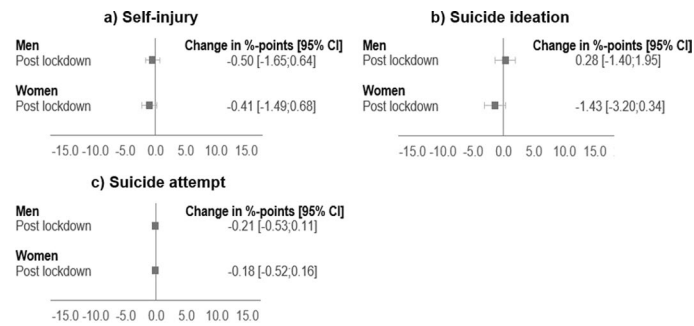 a) Self-injury
Men Change in %-points [95% CI]
Post lockdown -0.50 [-1.65;0.64]
Women
Post lockdown -0.41 [-1.49;0.68]
-15.0 -10.0 -5.0 0.0 5.0 10.0 15.0
b) Suicide ideation
Men Change in %-points [95% CI]
Post lockdown 0.28 [-1.40;1.95]
Women
Post lockdown -1.43 [-3.20;0.34]
-15.0 -10.0 -5.0 0.0 5.0 10.0 15.0
c) Suicide attempt
Men Change in %-points [95% CI]
Post lockdown -0.21 [-0.53;0.11]
Women
Post lockdown -0.18 [-0.52;0.16]
-15.0 -10.0 -5.0 0.0 5.0 10.0 15.0